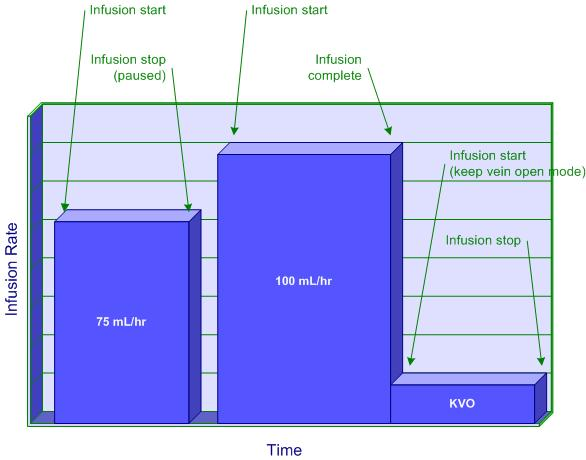 Infusion start
Infusion start
Infusion stop
(paused)
Infusion
complete
Infusion start
(keep vein open mode)
Infusion stop
Infusion Rate
75 mL/hr
100 mL/hr
KVO
Time